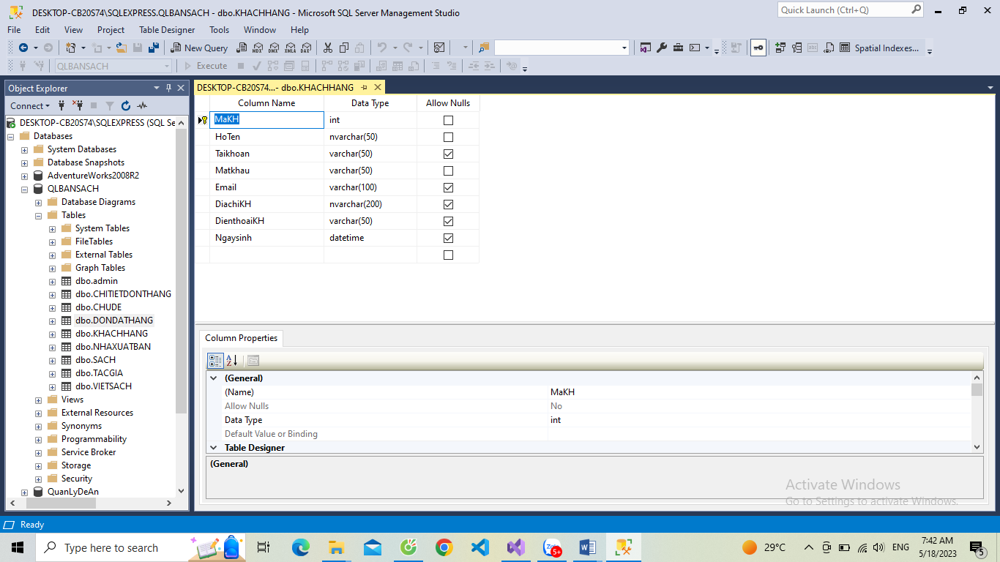 DESKTOP-CB20S74\SQLEXPRESS.QLBANSACH - dbo.KHACHHANG - Microsoft SQL Server Management Studio
Quick Launch (Ctrl+Q)
File Edit View Project Table Designer Tools Window Help
New Query MDX DMX XMLA DAX Spatial Indexes...
QLBANSACH Execute
Object Explorer
Connect
DESKTOP-CB20S74\SQLEXPRESS (SQL Se
Databases
System Databases
Database Snapshots
AdventureWorks2008R2
QLBANSACH
Database Diagrams
Tables
System Tables
FileTables
External Tables
Graph Tables
dbo.admin
dbo.CHITIETDONTHANG
dbo.CHUDE
dbo.DONDATHANG
dbo.KHACHHANG
dbo.NHAXUATBAN
dbo.SACH
dbo.TACGIA
dbo.VIETSACH
Views
External Resources
Synonyms
Programmability
Service Broker
Storage
Security
QuanLyDeAn
DESKTOP-CB20S74...- dbo.KHACHHANG
Column Name Data Type Allow Nulls
MaKH int
HoTen nvarchar(50)
Taikhoan varchar(50)
Matkhau varchar(50)
Email varchar(100)
DiachiKH nvarchar(200)
DienthoaiKH varchar(50)
Ngaysinh datetime
Column Properties
(General)
(Name) MaKH
Allow Nulls No
Data Type int
Default Value or Binding
Table Designer
(General)
Activate Windows
Go to Settings to activate Windows.
Ready
Type here to search
5+
29°C
ENG
7:42 AM
5/18/2023
5